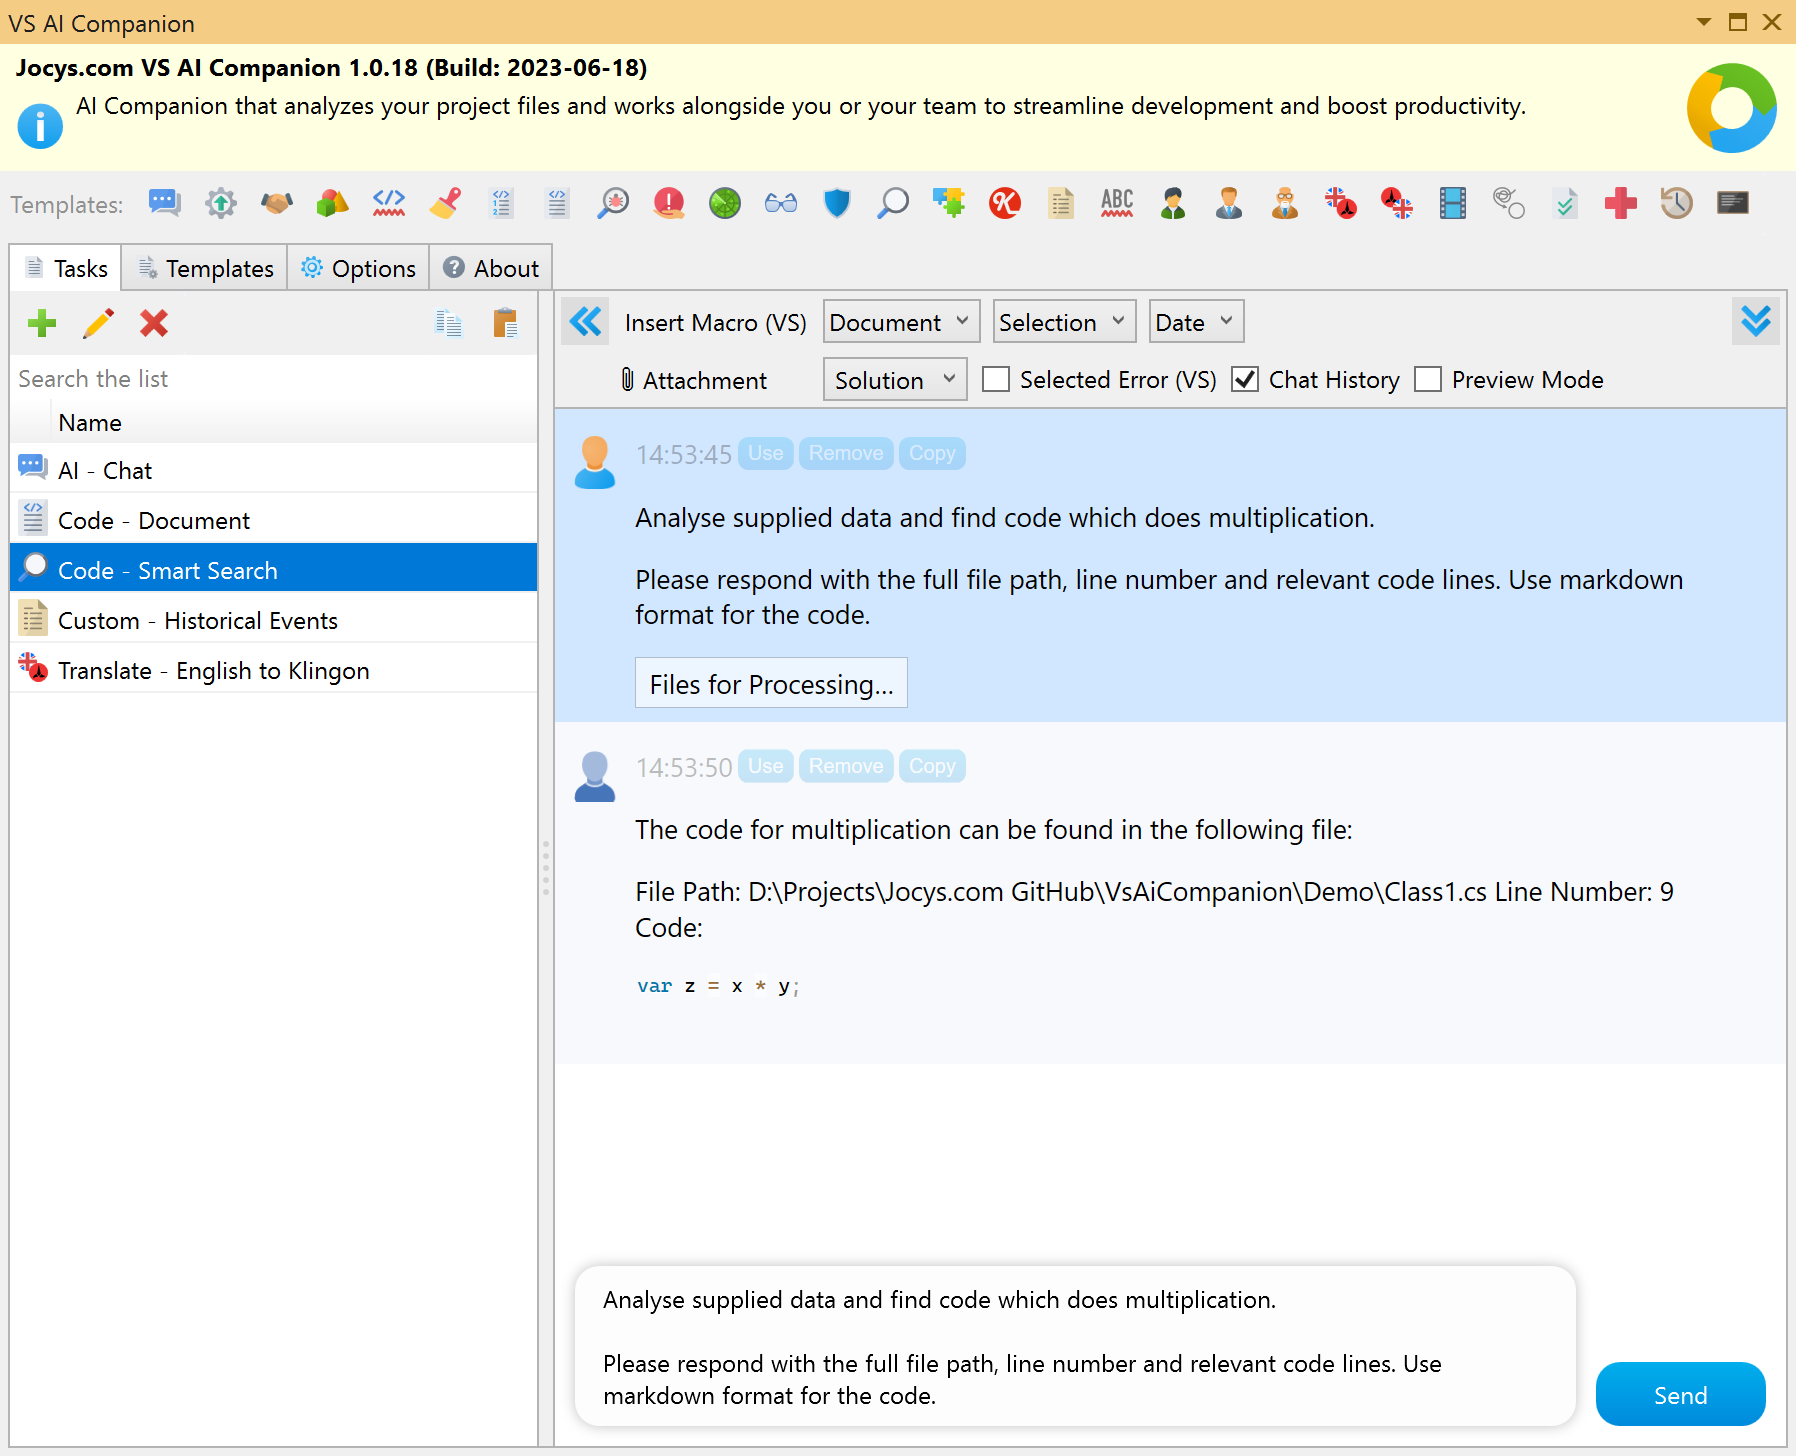 VS AI Companion
Jocys.com VS AI Companion 1.0.18 (Build: 2023-06-18)
AI Companion that analyzes your project files and works alongside you or your team to streamline development and boost productivity.
Templates:
ABC
Tasks Templates Options About
Insert Macro (VS) Document Selection Date
Attachment Solution Selected Error (VS) Chat History Preview Mode
Search the list
Name
AI - Chat
Code - Document
Code - Smart Search
Custom - Historical Events
Translate - English to Klingon
14:53:45 Use Remove Copy
Analyse supplied data and find code which does multiplication.
Please respond with the full file path, line number and relevant code lines. Use markdown
format for the code.
Files for Processing...
14:53:50 Use Remove Copy
The code for multiplication can be found in the following file:
File Path: D:\Projects\Jocys.com GitHub\VsAiCompanion\Demo\Class1.cs Line Number: 9
Code:
var z = x * y;
Analyse supplied data and find code which does multiplication.
Please respond with the full file path, line number and relevant code lines. Use
markdown format for the code.
Send